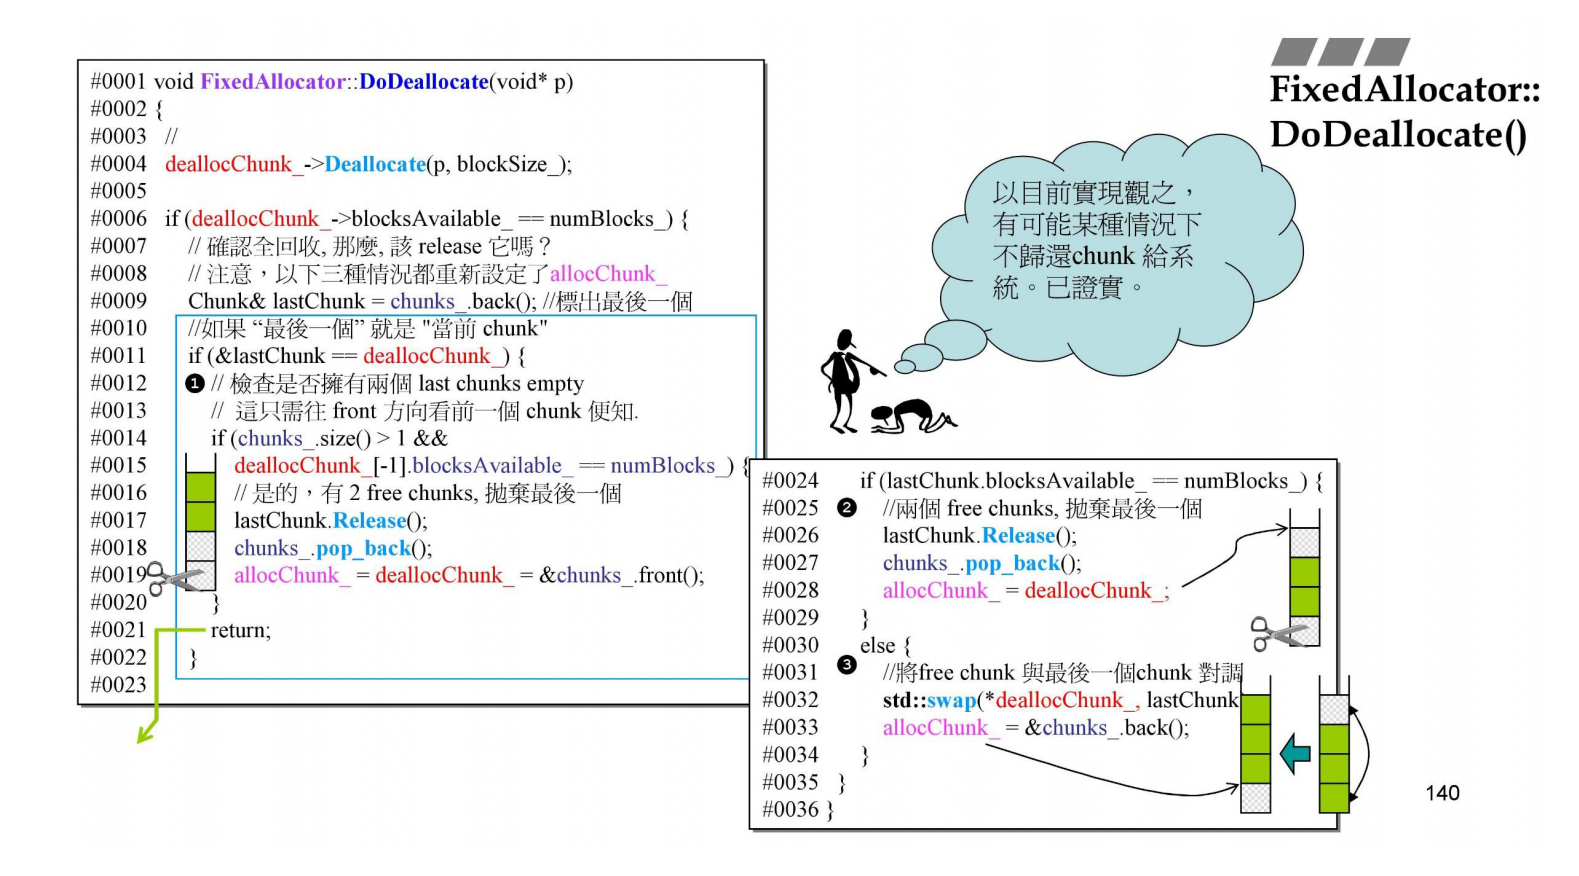 FixedAllocator::
DoDeallocate()
#0001 void FixedAllocator::DoDeallocate(void* p)
#0002 {
#0003 //
#0004 deallocChunk_->Deallocate(p, blockSize_);
#0005
#0006 if (deallocChunk_->blocksAvailable_ == numBlocks_) {
#0007 // 確認全回收, 那麼, 該 release 它嗎？
#0008 // 注意，以下三種情況都重新設定了allocChunk_
#0009 Chunk& lastChunk = chunks_.back(); //標出最後一個
#0010 //如果 “最後一個” 就是 "當前 chunk"
#0011 if (&lastChunk == deallocChunk_) {
#0012 ❶ // 檢查是否擁有兩個 last chunks empty
#0013 // 這只需往 front 方向看前一個 chunk 便知.
#0014 if (chunks_.size() > 1 &&
#0015 deallocChunk_[-1].blocksAvailable_ == numBlocks_) {
#0016 // 是的，有 2 free chunks, 拋棄最後一個
#0017 lastChunk.Release();
#0018 chunks_.pop_back();
#0019 allocChunk_ = deallocChunk_ = &chunks_.front();
#0020 }
#0021 return;
#0022 }
#0023
以目前實現觀之，
有可能某種情況下
不歸還chunk 給系
統。已證實。
#0024 if (lastChunk.blocksAvailable_ == numBlocks_) {
#0025 ❷ //兩個 free chunks, 拋棄最後一個
#0026 lastChunk.Release();
#0027 chunks_.pop_back();
#0028 allocChunk_ = deallocChunk_;
#0029 }
#0030 else {
#0031 ❸ //將free chunk 與最後一個chunk 對調
#0032 std::swap(*deallocChunk_, lastChunk
#0033 allocChunk_ = &chunks_.back();
#0034 }
#0035 }
#0036 }
140